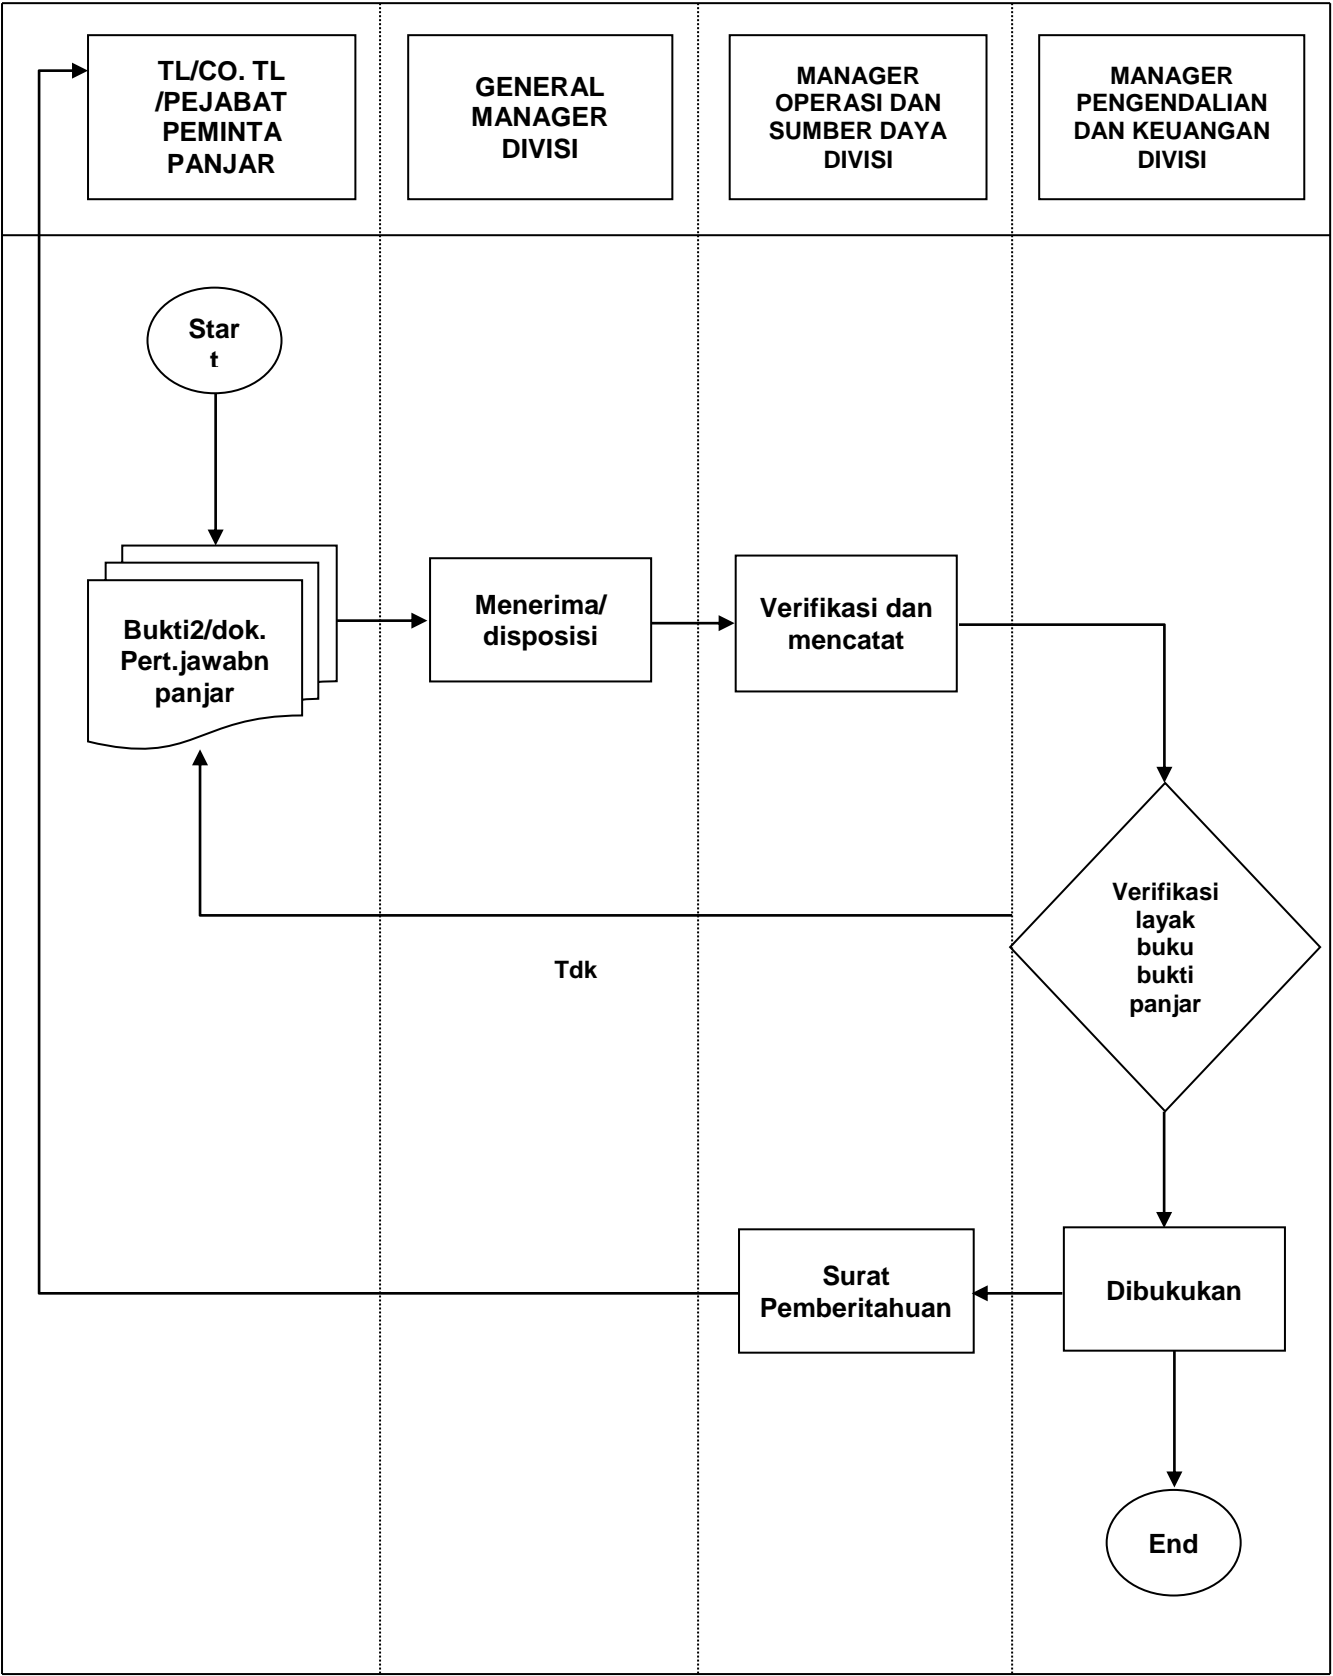 TL/CO. TL
/PEJABAT
PEMINTA
PANJAR
GENERAL
MANAGER
DIVISI
MANAGER
OPERASI DAN
SUMBER DAYA
DIVISI
MANAGER
PENGENDALIAN
DAN KEUANGAN
DIVISI
Star
t
Bukti2/dok.
Pert.jawabn
panjar
Menerima/
disposisi
Verifikasi dan
mencatat
Verifikasi
layak
buku
bukti
panjar
Tdk
Surat
Pemberitahuan
Dibukukan
End